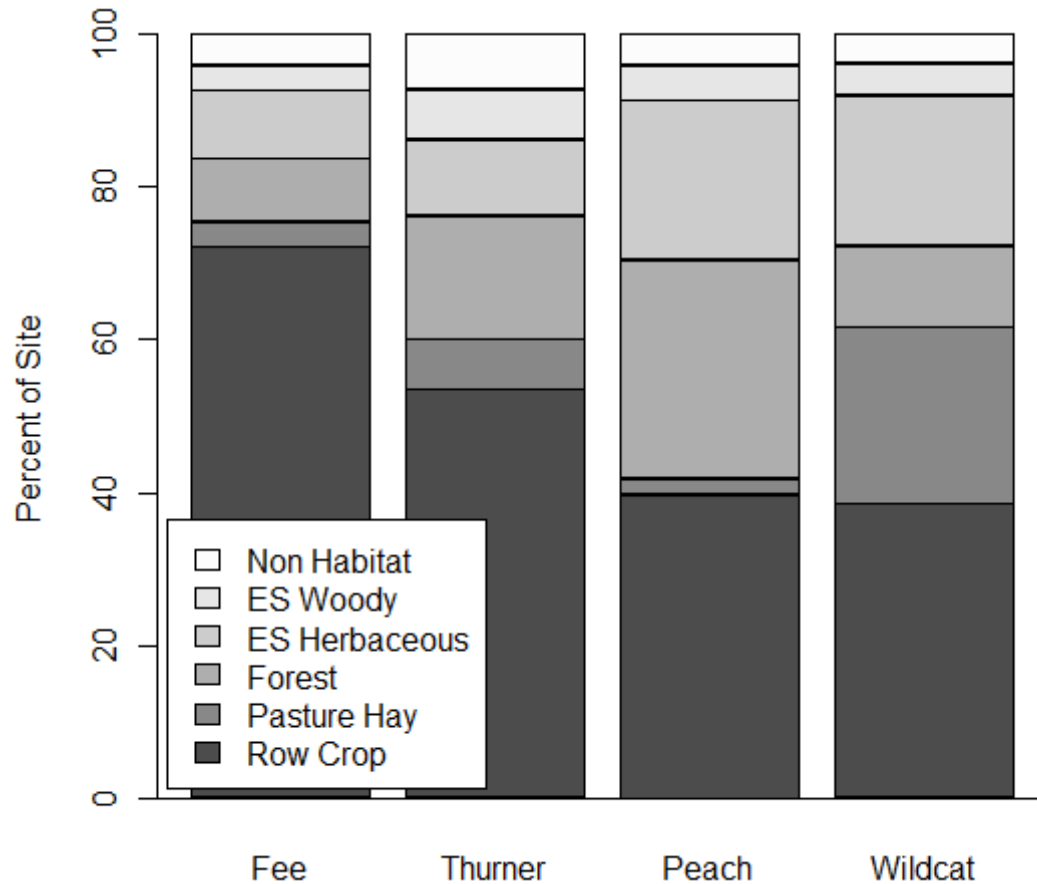 Percent of Site
100
80
60
40
20
0
Non Habitat
ES Woody
ES Herbaceous
Forest
Pasture Hay
Row Crop
Fee Thurner Peach Wildcat